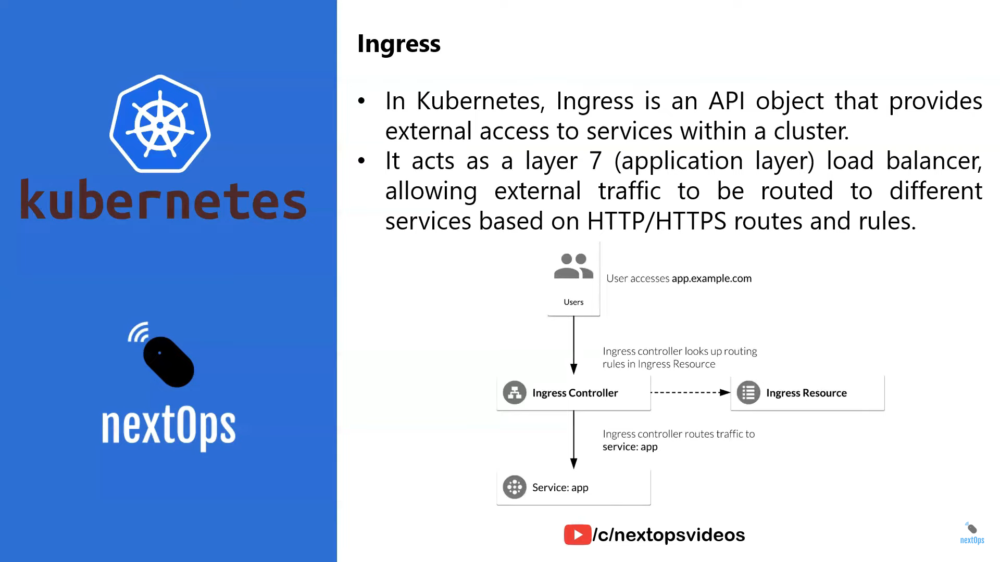 Ingress
• In Kubernetes, Ingress is an API object that provides
external access to services within a cluster.
• It acts as a layer 7 (application layer) load balancer,
allowing external traffic to be routed to different
services based on HTTP/HTTPS routes and rules.
kubernetes
nextOps
User accesses app.example.com
Users
Ingress controller looks up routing
rules in Ingress Resource
Ingress Controller
Ingress Resource
Ingress controller routes traffic to
service: app
Service: app
/c/nextopsvideos
nextOps